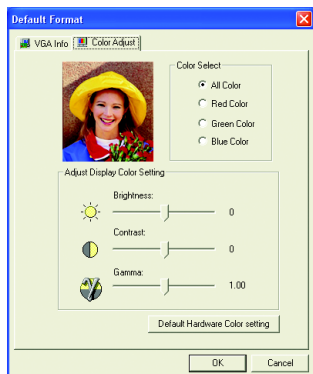 Default Format
VGA Info
Color Adjust
Color Select
All Color
Red Color
Green Color
Blue Color
Adjust Display Color Setting
Brightness:
0
Contrast:
0
Gamma:
1.00
Default Hardware Color setting
OK
Cancel